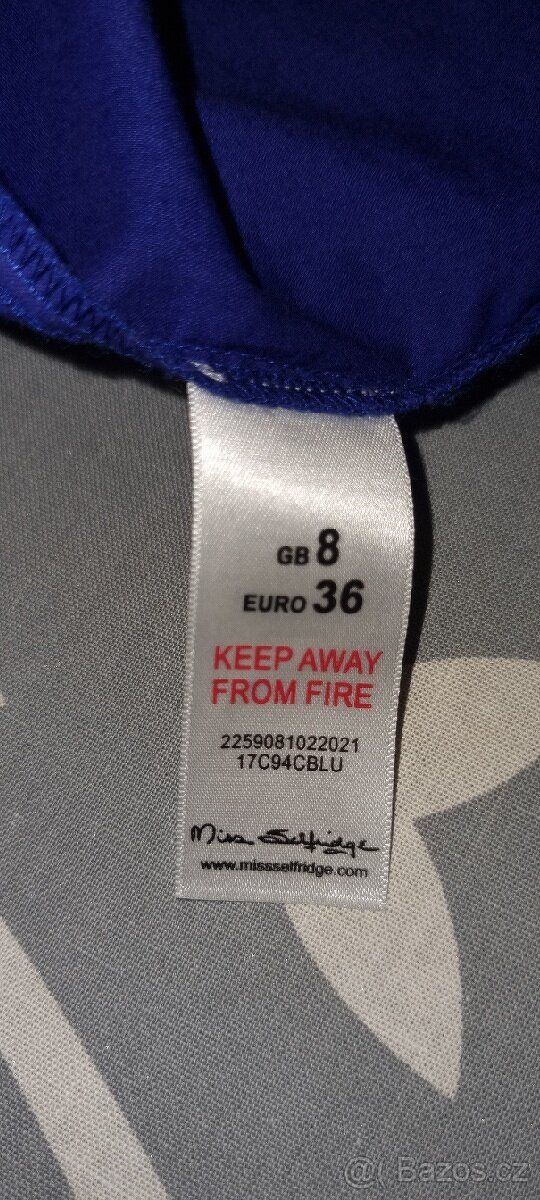 GB 8
EURO 36
KEEP AWAY
FROM FIRE
2259081022021
17C94CBLU
Miss Selfridge
www.missselfridge.com
@( Bazos.cz